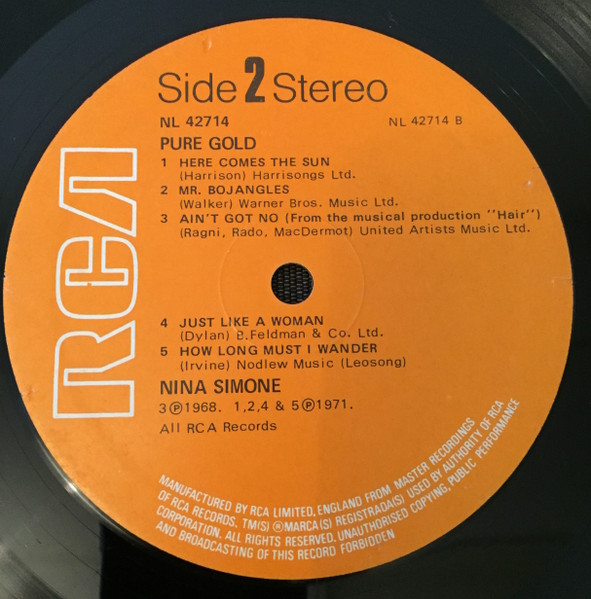 Side 2 Stereo
NL 42714
NL 42714 B
PURE GOLD
1 HERE COMES THE SUN
(Harrison) Harrisongs Ltd.
2 MR. BOJANGLES
(Walker) Warner Bros. Music Ltd.
3 AIN'T GOT NO (From the musical production "Hair")
(Ragni, Rado, MacDermot) United Artists Music Ltd.
4 JUST LIKE A WOMAN
(Dylan) B.Feldman & Co. Ltd.
5 HOW LONG MUST I WANDER
(Irvine) Nodlew Music (Leosong)
NINA SIMONE
3 ℗ 1968. 1,2,4 & 5 ℗ 1971.
All RCA Records
RCA
MANUFACTURED BY RCA LIMITED, ENGLAND FROM MASTER RECORDINGS
OF RCA RECORDS. TM(S) ® MARCA(S) REGISTRADA(S) USED BY AUTHORITY OF RCA
CORPORATION. ALL RIGHTS RESERVED. UNAUTHORISED COPYING, PUBLIC PERFORMANCE
AND BROADCASTING OF THIS RECORD FORBIDDEN